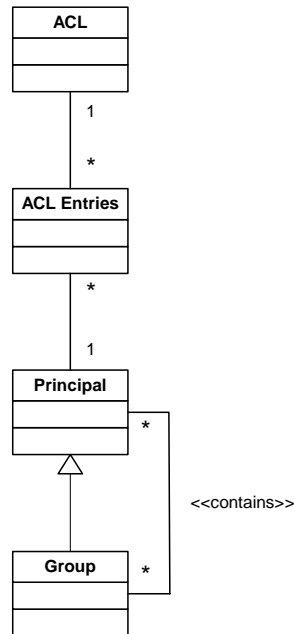 ACL
1
*
ACL Entries
*
1
Principal
*
<<contains>>
Group
*